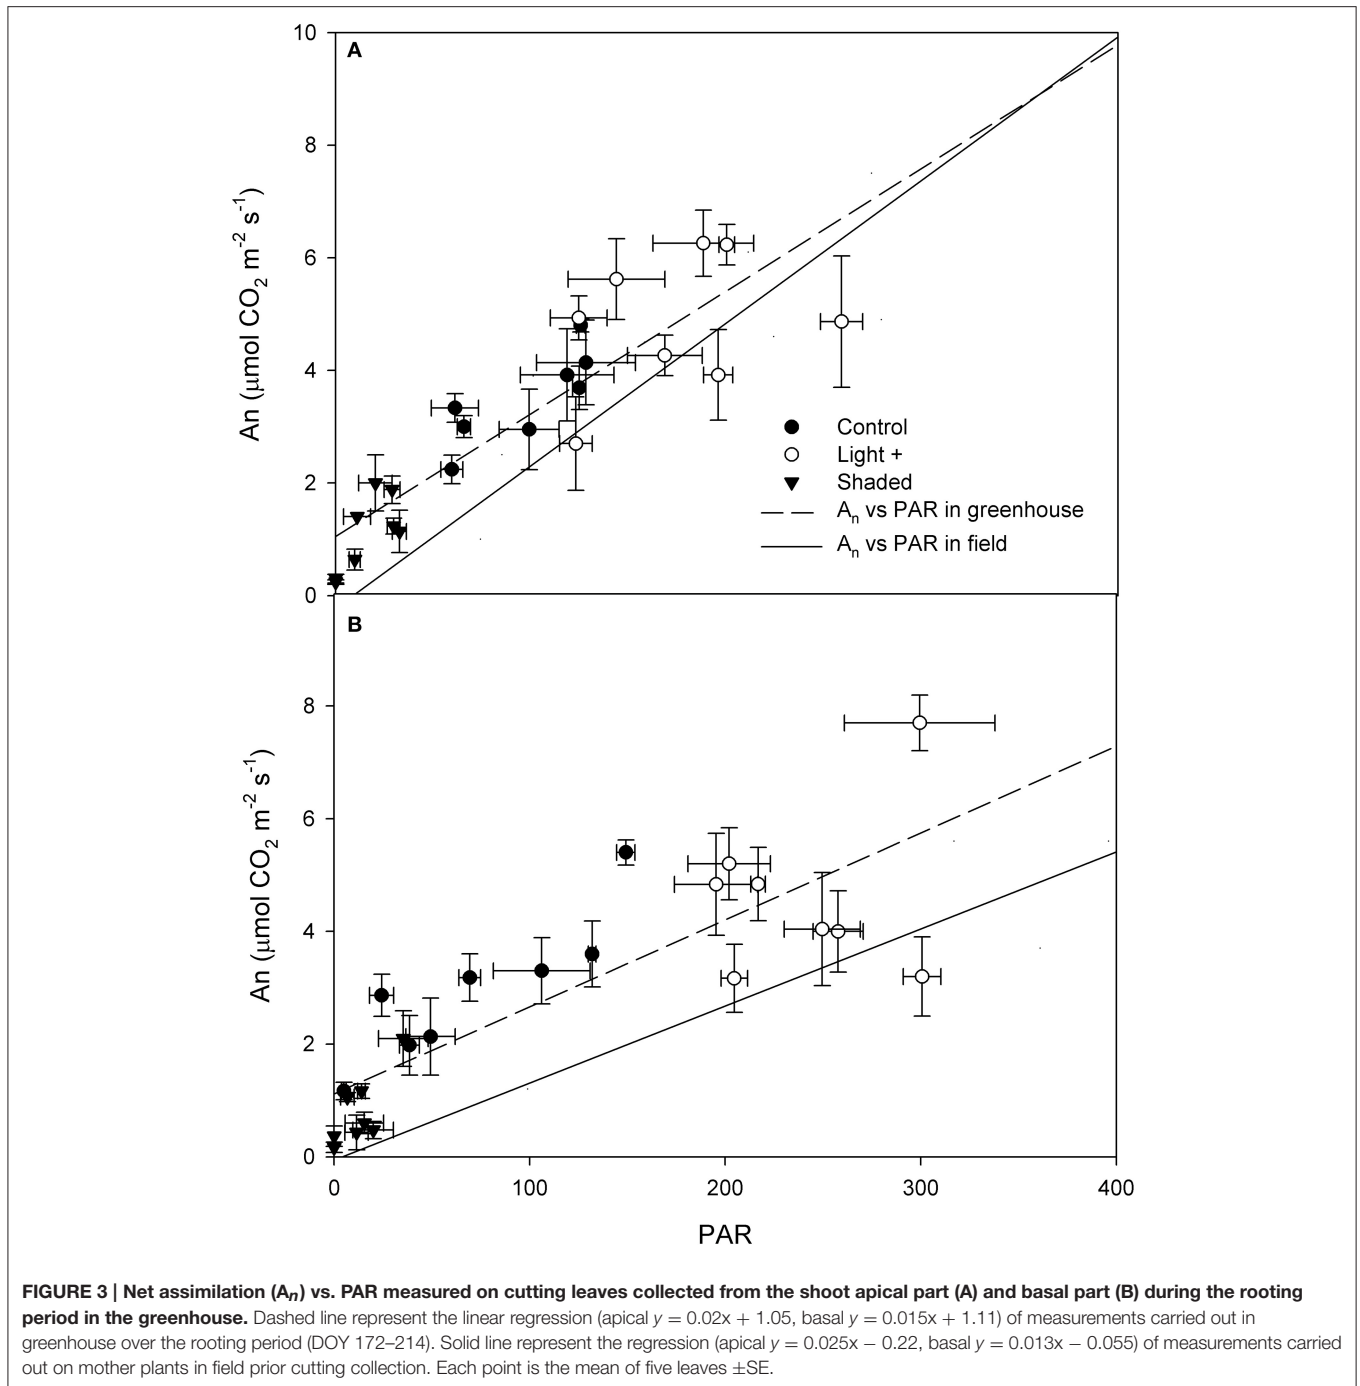 10
A
8
6
4
2
0
An (µmol CO2 m-2 s-1)
Control
Light +
Shaded
An vs PAR in greenhouse
An vs PAR in field
B
8
6
4
2
0
An (µmol CO2 m-2 s-1)
0 100 200 300 400
PAR
FIGURE 3 | Net assimilation (An) vs. PAR measured on cutting leaves collected from the shoot apical part (A) and basal part (B) during the rooting
period in the greenhouse. Dashed line represent the linear regression (apical y = 0.02x + 1.05, basal y = 0.015x + 1.11) of measurements carried out in
greenhouse over the rooting period (DOY 172–214). Solid line represent the regression (apical y = 0.025x − 0.22, basal y = 0.013x − 0.055) of measurements carried
out on mother plants in field prior cutting collection. Each point is the mean of five leaves ±SE.